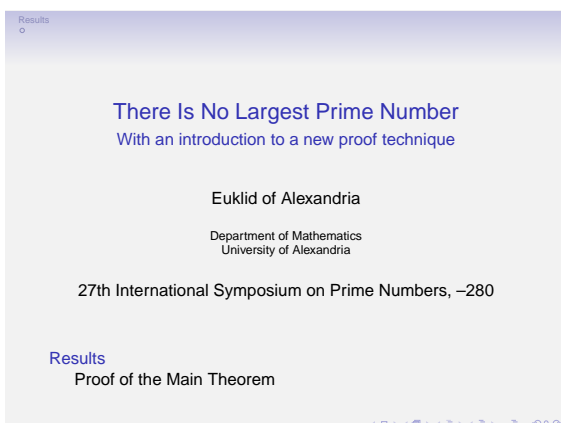 Results
There Is No Largest Prime Number
With an introduction to a new proof technique
Euklid of Alexandria
Department of Mathematics
University of Alexandria
27th International Symposium on Prime Numbers, –280
Results
Proof of the Main Theorem